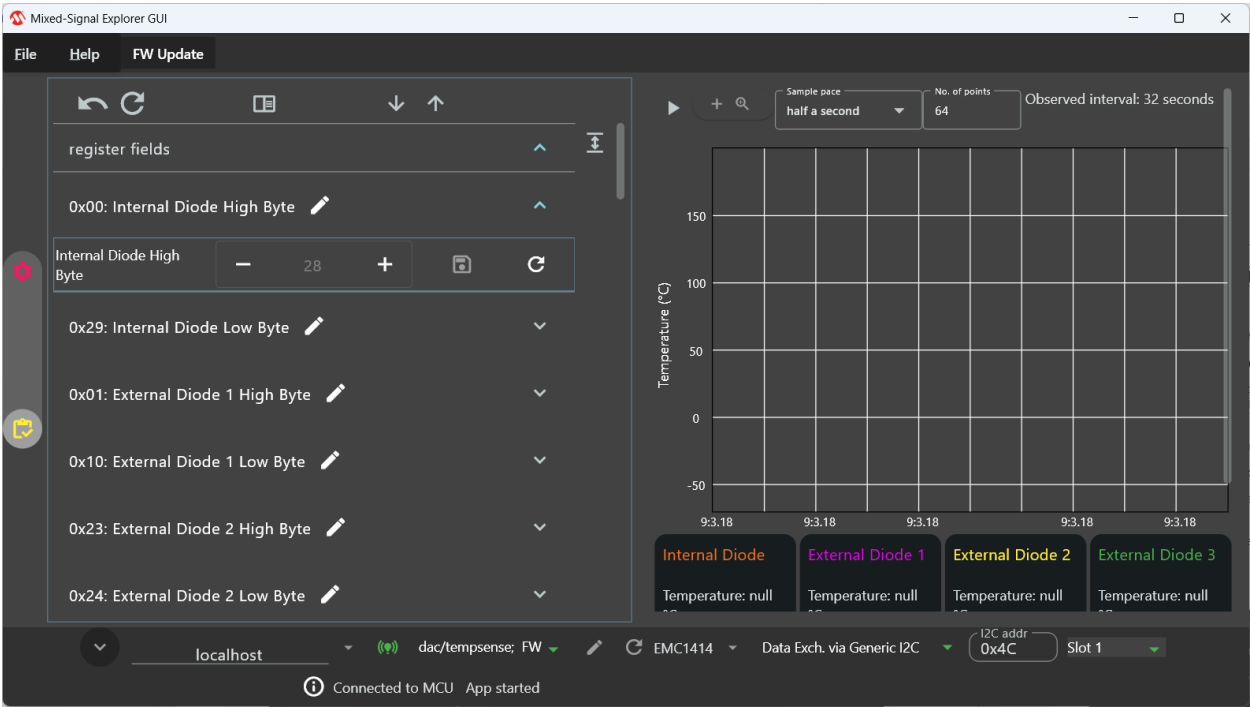 Mixed-Signal Explorer GUI
File Help FW Update
register fields
0x00: Internal Diode High Byte
Internal Diode High
Byte
28
0x29: Internal Diode Low Byte
0x01: External Diode 1 High Byte
0x10: External Diode 1 Low Byte
0x23: External Diode 2 High Byte
0x24: External Diode 2 Low Byte
Sample pace
half a second
No. of points
64
Observed interval: 32 seconds
Temperature (°C)
150
100
50
0
-50
9:3.18 9:3.18 9:3.18 9:3.18 9:3.18
Internal Diode
Temperature: null
°C
External Diode 1
Temperature: null
°C
External Diode 2
Temperature: null
°C
External Diode 3
Temperature: null
°C
localhost
dac/tempsense; FW
EMC1414
Data Exch. via Generic I2C
I2C addr
0x4C
Slot 1
Connected to MCU App started